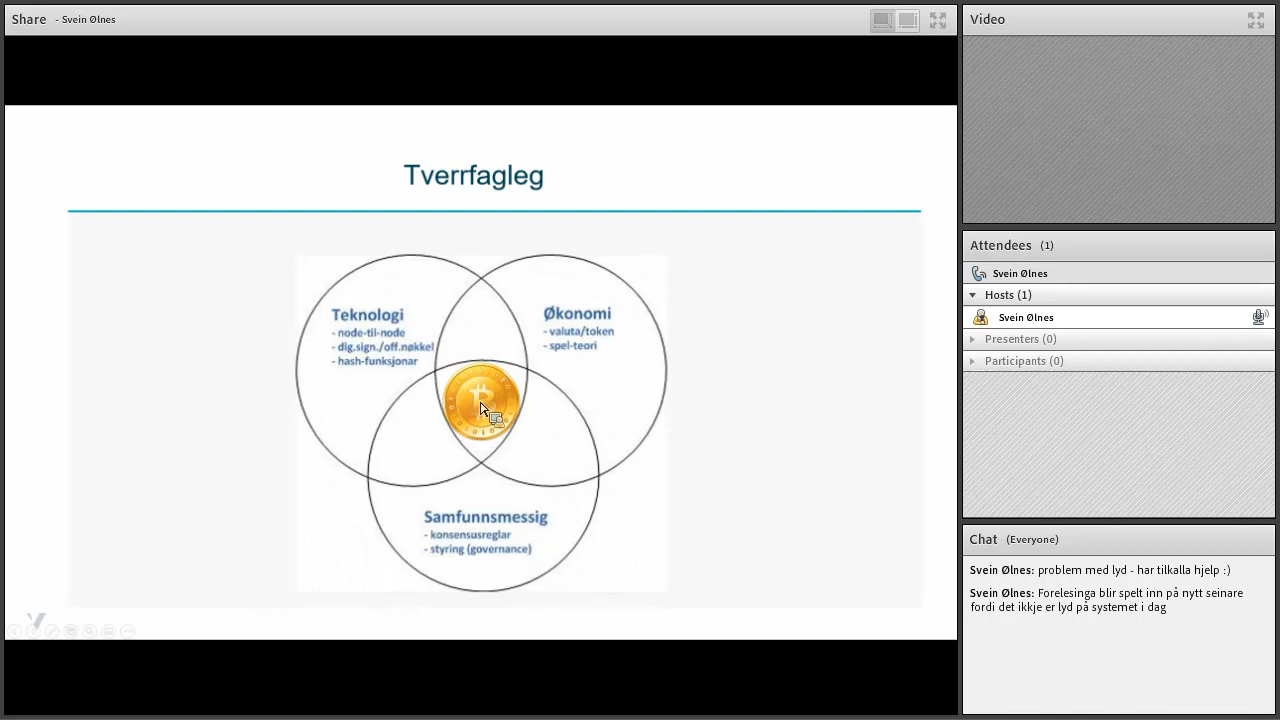 Share - Svein Ølnes
Tverrfagleg
Teknologi
- node-til-node
- dig.sign./off.nøkkel
- hash-funksjonar
Økonomi
- valuta/token
- spel-teori
Samfunnsmessig
- konsensusreglar
- styring (governance)
Video
Attendees (1)
Svein Ølnes
Hosts (1)
Svein Ølnes
Presenters (0)
Participants (0)
Chat (Everyone)
Svein Ølnes: problem med lyd - har tilkalla hjelp :)
Svein Ølnes: Forelesinga blir spelt inn på nytt seinare
fordi det ikkje er lyd på systemet i dag